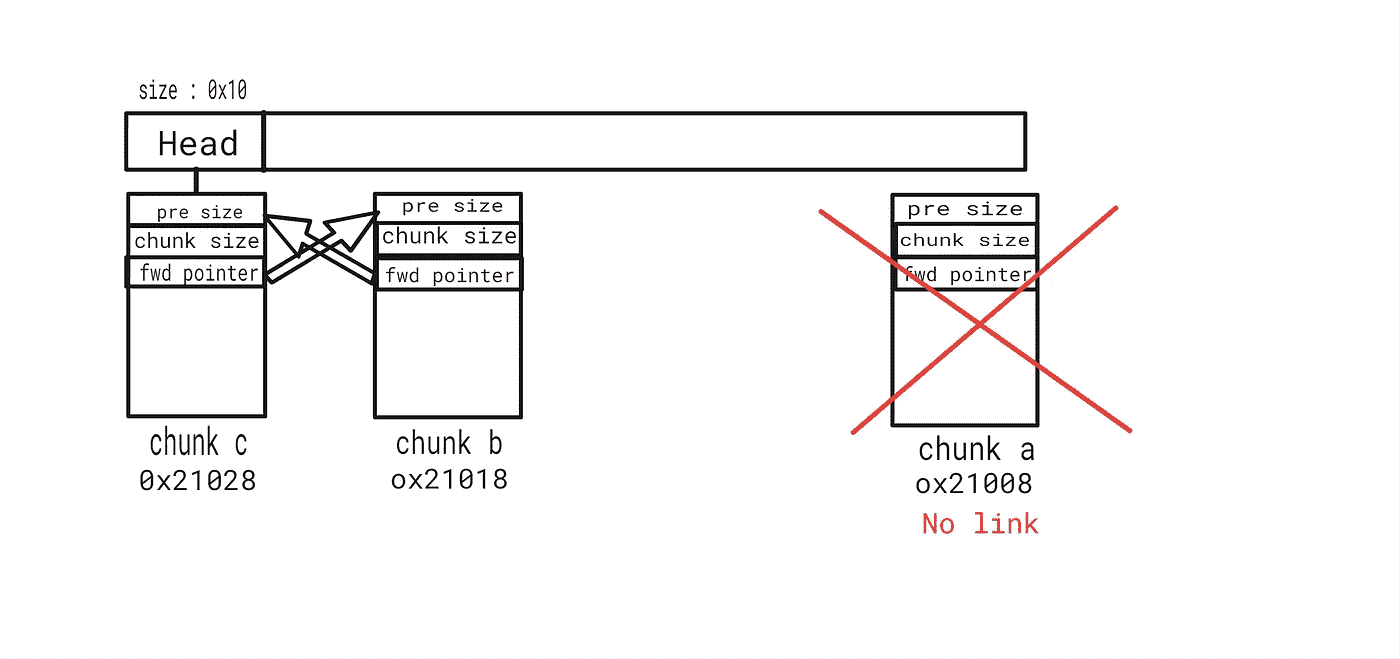 size : 0x10
Head
pre size
chunk size
fwd pointer
chunk c
0x21028
pre size
chunk size
fwd pointer
chunk b
ox21018
pre size
chunk size
fwd pointer
chunk a
ox21008
No link